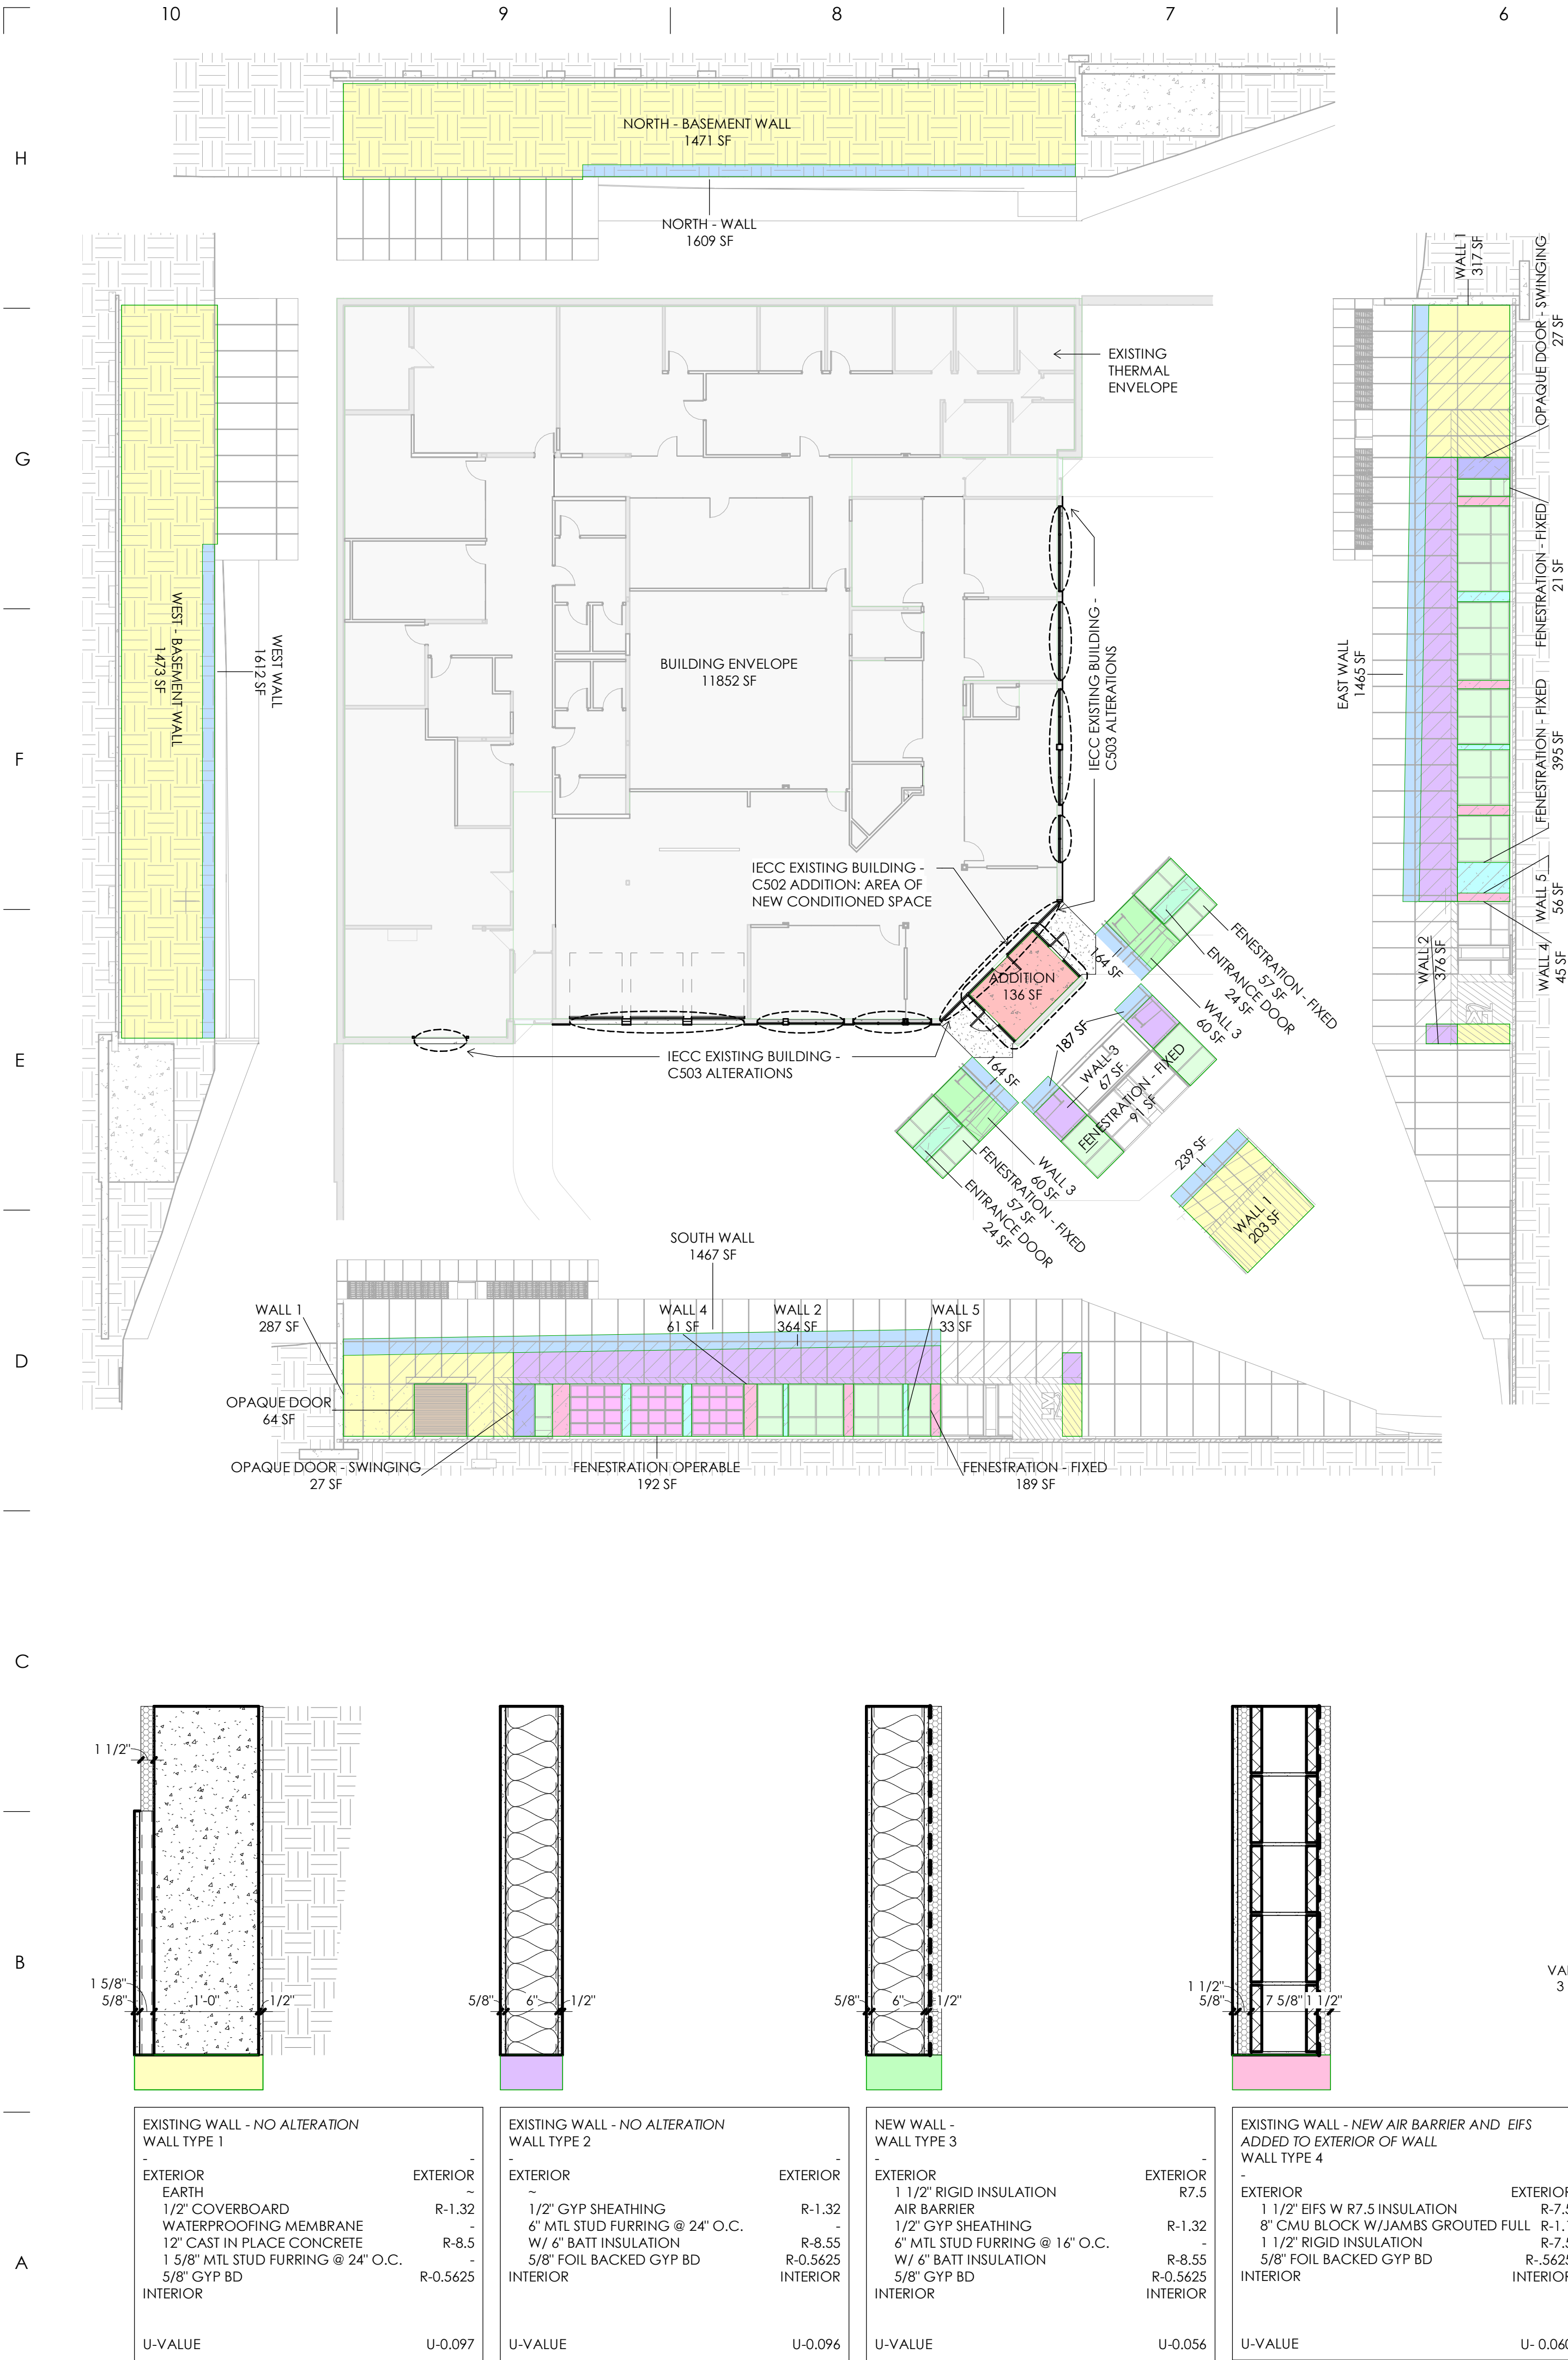 10 9 8 7 6
H
G
F
E
D
C
B
A
NORTH - BASEMENT WALL
1471 SF
NORTH - WALL
1609 SF
WEST - BASEMENT WALL
1473 SF
WEST WALL
1612 SF
EXISTING
THERMAL
ENVELOPE
BUILDING ENVELOPE
11852 SF
IECC EXISTING BUILDING -
C503 ALTERATIONS
IECC EXISTING BUILDING -
C502 ADDITION: AREA OF
NEW CONDITIONED SPACE
ADDITION
136 SF
IECC EXISTING BUILDING -
C503 ALTERATIONS
WALL 1
317 SF
OPAQUE DOOR - SWINGING
27 SF
FENESTRATION - FIXED
21 SF
EAST WALL
1465 SF
FENESTRATION - FIXED
395 SF
WALL 5
56 SF
WALL 4
45 SF
WALL 2
376 SF
164 SF
FENESTRATION - FIXED
57 SF
ENTRANCE DOOR
24 SF
WALL 3
60 SF
187 SF
WALL 3
67 SF
FENESTRATION - FIXED
91 SF
164 SF
WALL 3
60 SF
FENESTRATION - FIXED
57 SF
ENTRANCE DOOR
24 SF
239 SF
WALL 1
203 SF
SOUTH WALL
1467 SF
WALL 1
287 SF
WALL 4
61 SF
WALL 2
364 SF
WALL 5
33 SF
OPAQUE DOOR
64 SF
OPAQUE DOOR - SWINGING
27 SF
FENESTRATION OPERABLE
192 SF
FENESTRATION - FIXED
189 SF
1 1/2"
1 5/8"
5/8" 1'-0" 1/2"
5/8" 6" 1/2"
5/8" 6" 1/2"
1 1/2"
5/8" 7 5/8" 1 1/2"
3
EXISTING WALL - NO ALTERATION
WALL TYPE 1
- -
EXTERIOR EXTERIOR
EARTH ~
1/2" COVERBOARD R-1.32
WATERPROOFING MEMBRANE -
12" CAST IN PLACE CONCRETE R-8.5
1 5/8" MTL STUD FURRING @ 24" O.C. -
5/8" GYP BD R-0.5625
INTERIOR
U-VALUE U-0.097
EXISTING WALL - NO ALTERATION
WALL TYPE 2
- -
EXTERIOR EXTERIOR
~
1/2" GYP SHEATHING R-1.32
6" MTL STUD FURRING @ 24" O.C. -
W/ 6" BATT INSULATION R-8.55
5/8" FOIL BACKED GYP BD R-0.5625
INTERIOR INTERIOR
U-VALUE U-0.096
NEW WALL -
WALL TYPE 3
- -
EXTERIOR EXTERIOR
1 1/2" RIGID INSULATION R7.5
AIR BARRIER
1/2" GYP SHEATHING R-1.32
6" MTL STUD FURRING @ 16" O.C. -
W/ 6" BATT INSULATION R-8.55
5/8" GYP BD R-0.5625
INTERIOR INTERIOR
U-VALUE U-0.056
EXISTING WALL - NEW AIR BARRIER AND EIFS
ADDED TO EXTERIOR OF WALL
WALL TYPE 4
-
EXTERIOR EXTERIOR
1 1/2" EIFS W R7.5 INSULATION R-7.5
8" CMU BLOCK W/JAMBS GROUTED FULL R-1.
1 1/2" RIGID INSULATION R-7.5
5/8" FOIL BACKED GYP BD R-.5625
INTERIOR INTERIOR
U-VALUE U- 0.060